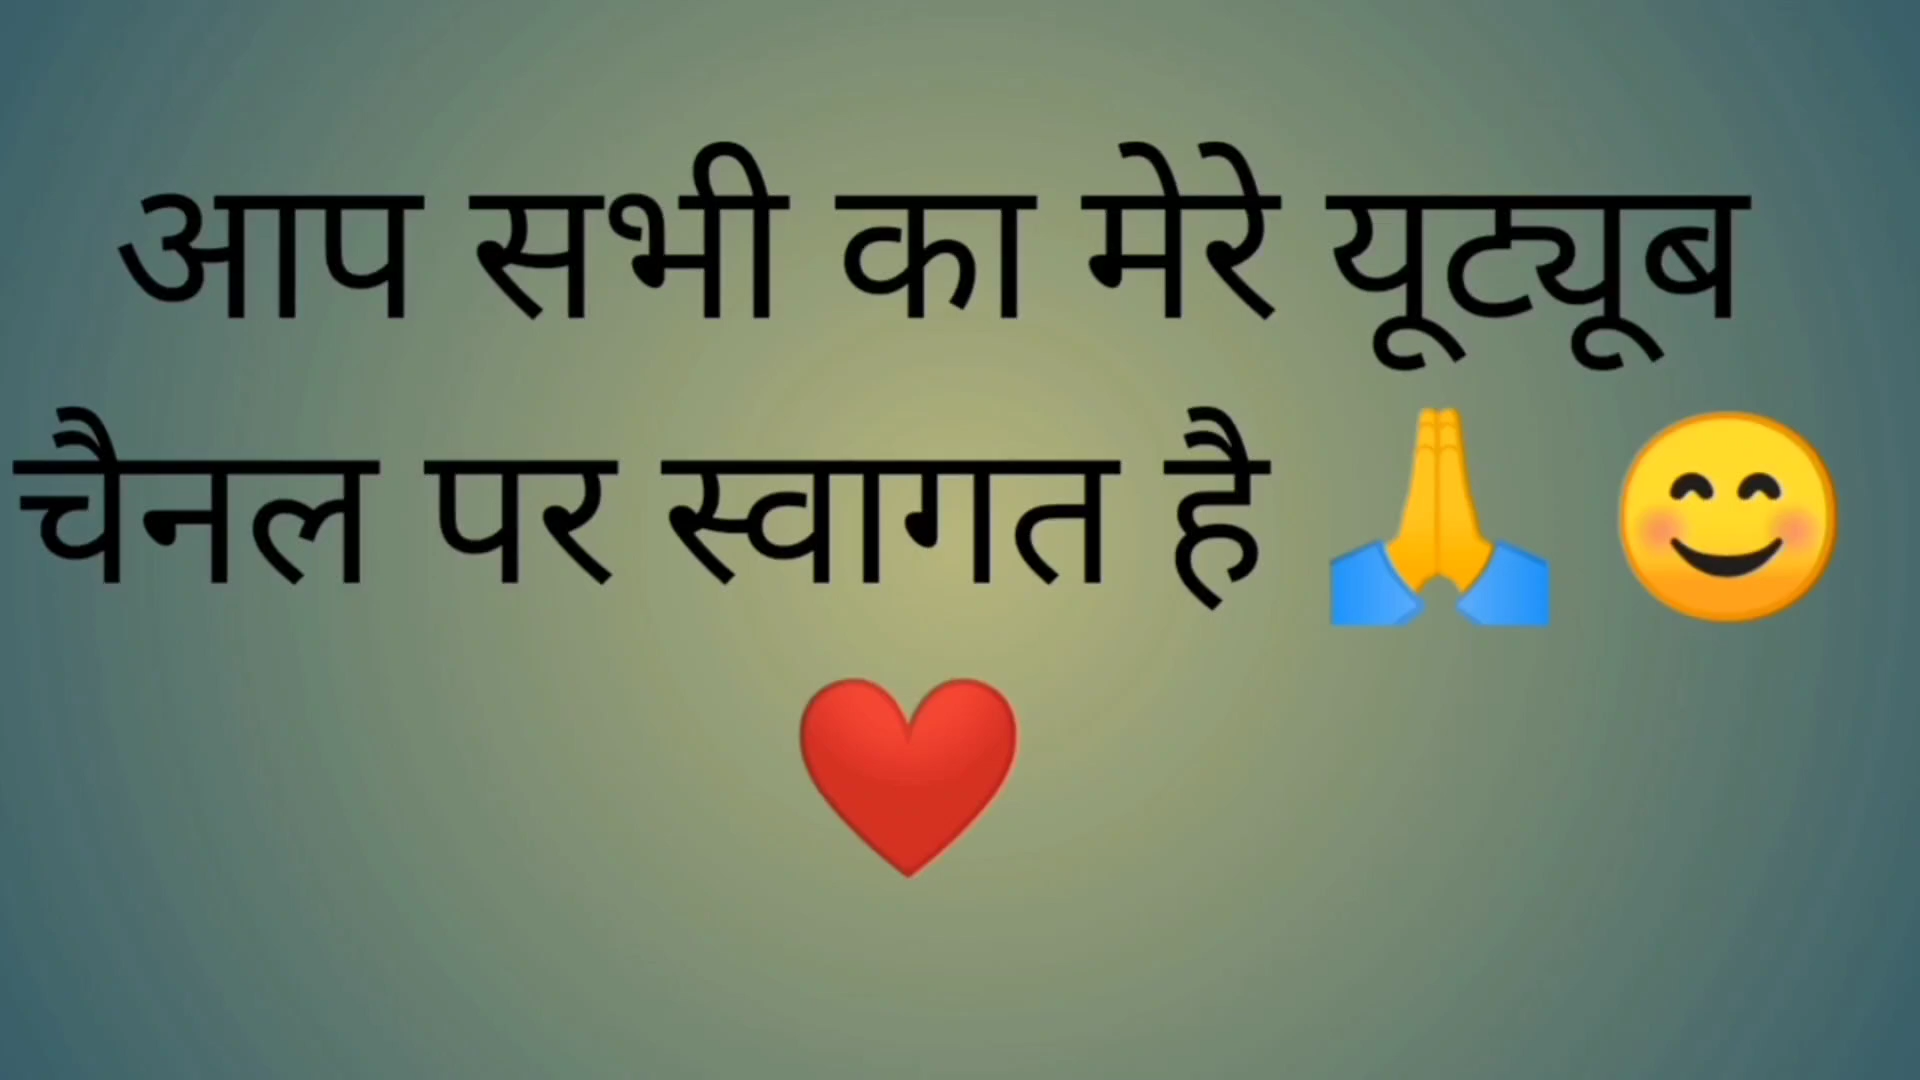 आप सभी का मेरे यूट्यूब
चैनल पर स्वागत है 🙏 😊
❤️